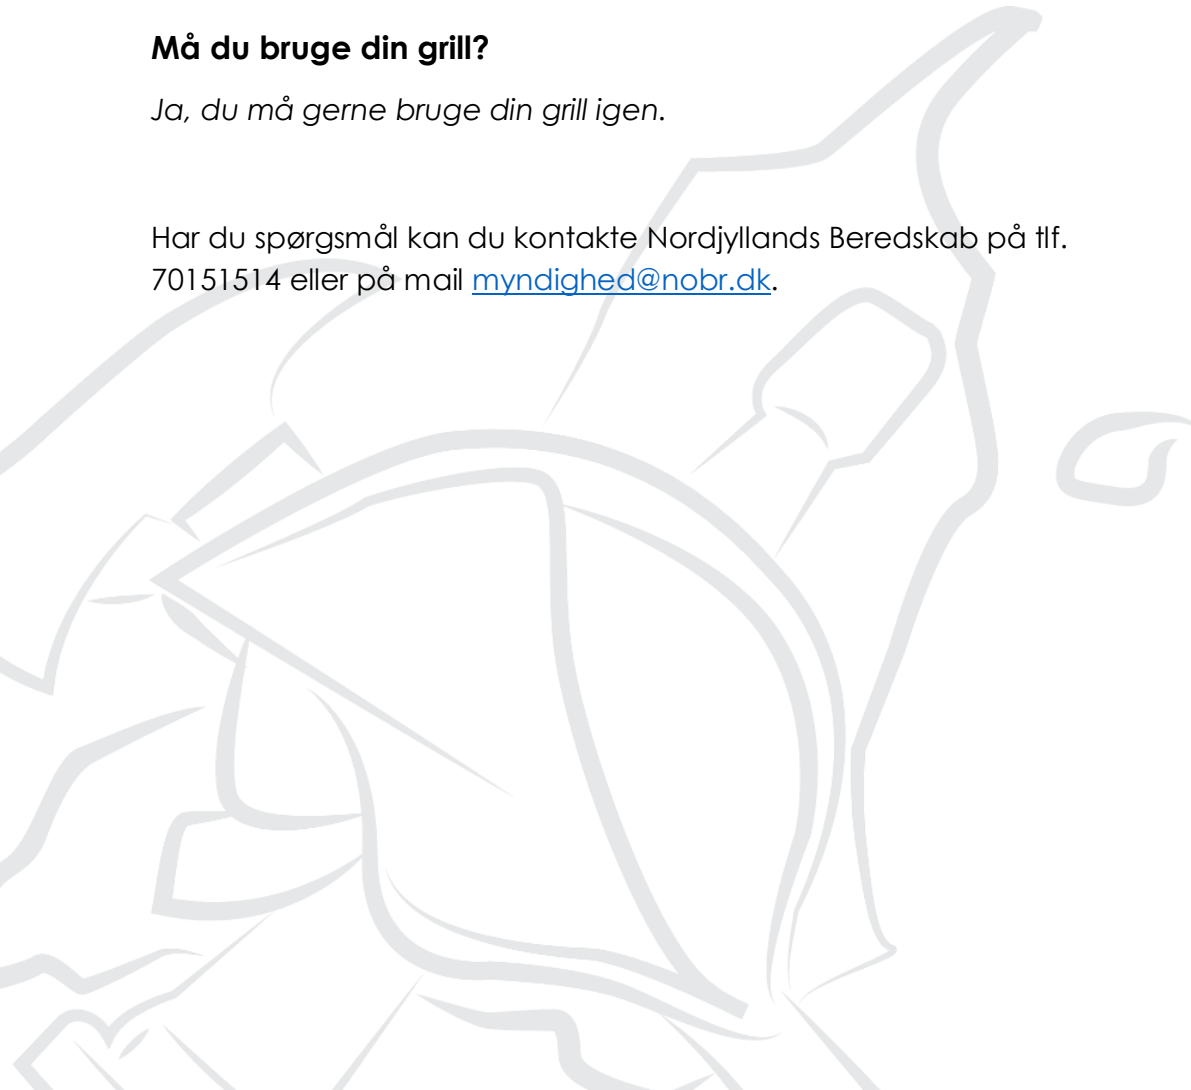 Må du bruge din grill?
Ja, du må gerne bruge din grill igen.
Har du spørgsmål kan du kontakte Nordjyllands Beredskab på tlf.
70151514 eller på mail myndighed@nobr.dk.